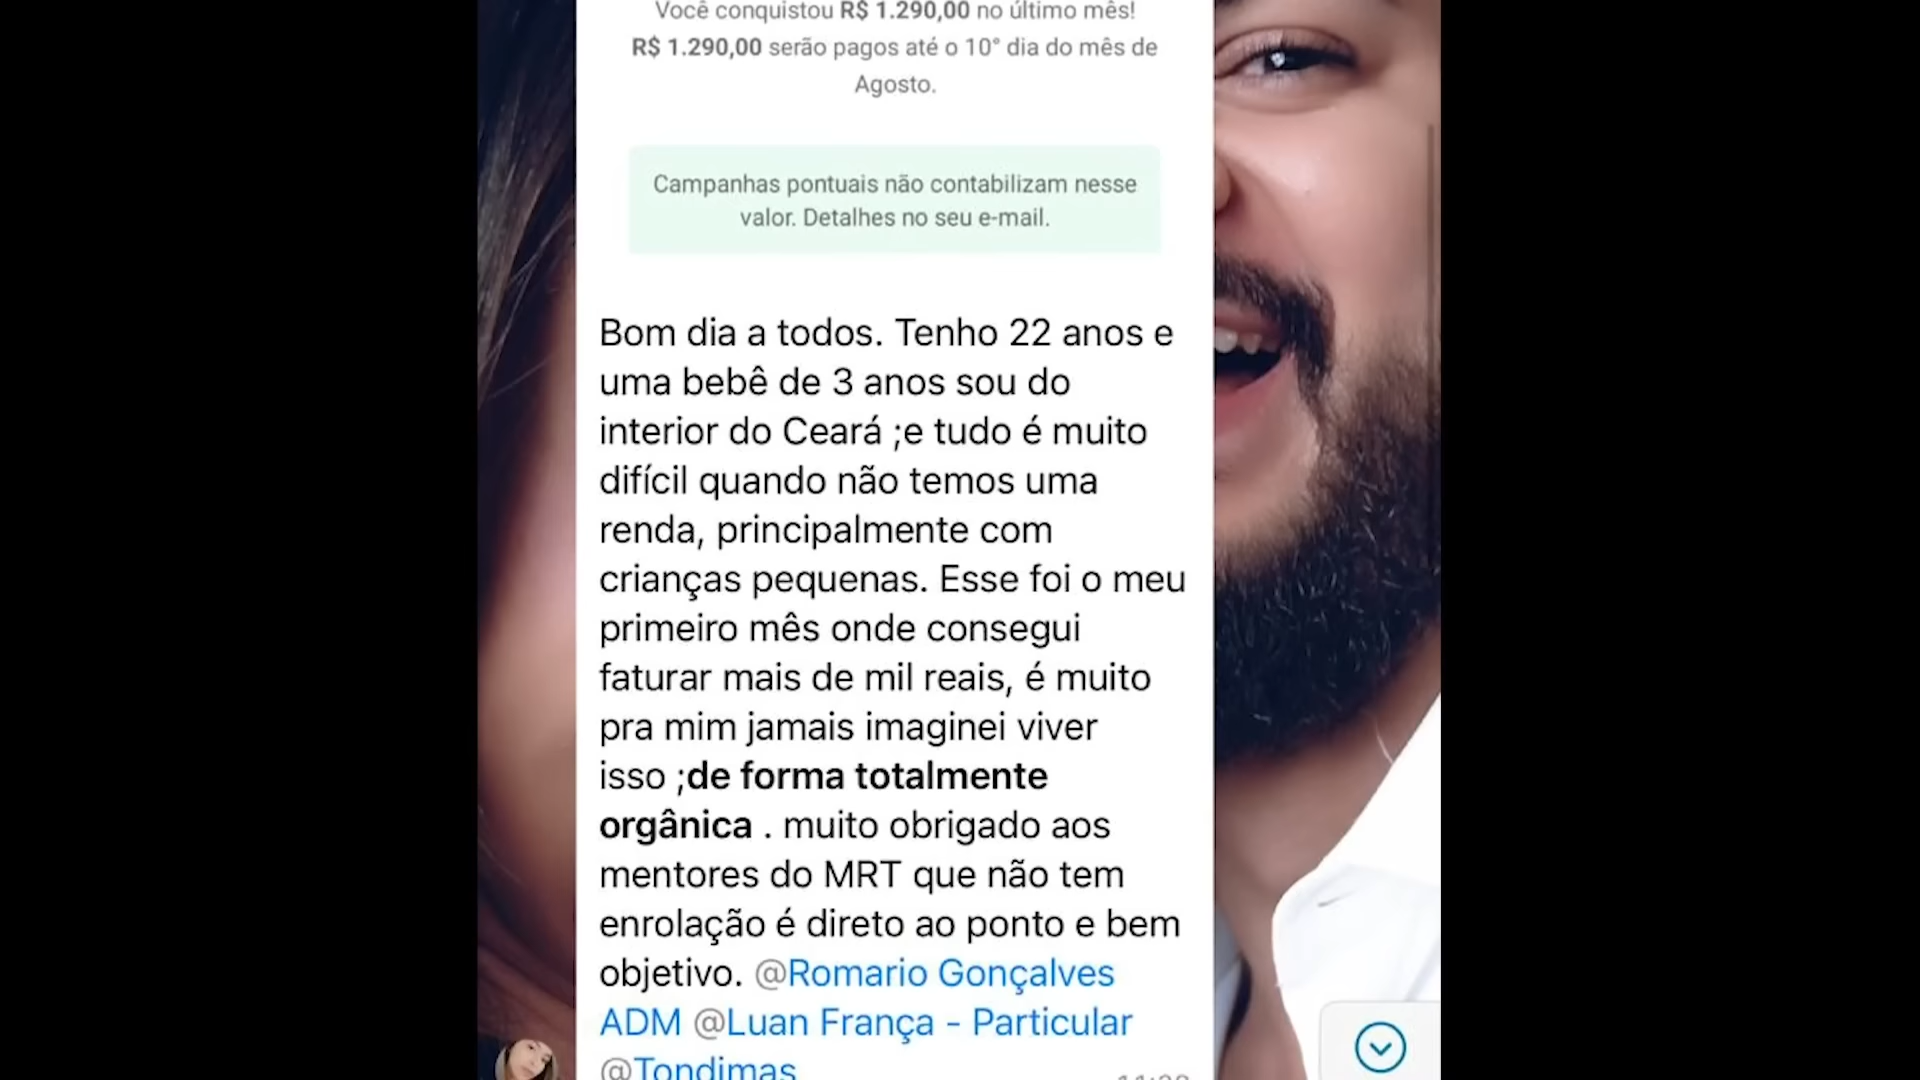 Você conquistou R$ 1.290,00 no último mês!
R$ 1.290,00 serão pagos até o 10° dia do mês de
Agosto.
Campanhas pontuais não contabilizam nesse
valor. Detalhes no seu e-mail.
Bom dia a todos. Tenho 22 anos e
uma bebê de 3 anos sou do
interior do Ceará ;e tudo é muito
difícil quando não temos uma
renda, principalmente com
crianças pequenas. Esse foi o meu
primeiro mês onde consegui
faturar mais de mil reais, é muito
pra mim jamais imaginei viver
isso ;de forma totalmente
orgânica . muito obrigado aos
mentores do MRT que não tem
enrolação é direto ao ponto e bem
objetivo. @Romario Gonçalves
ADM @Luan França - Particular
@Tondimas